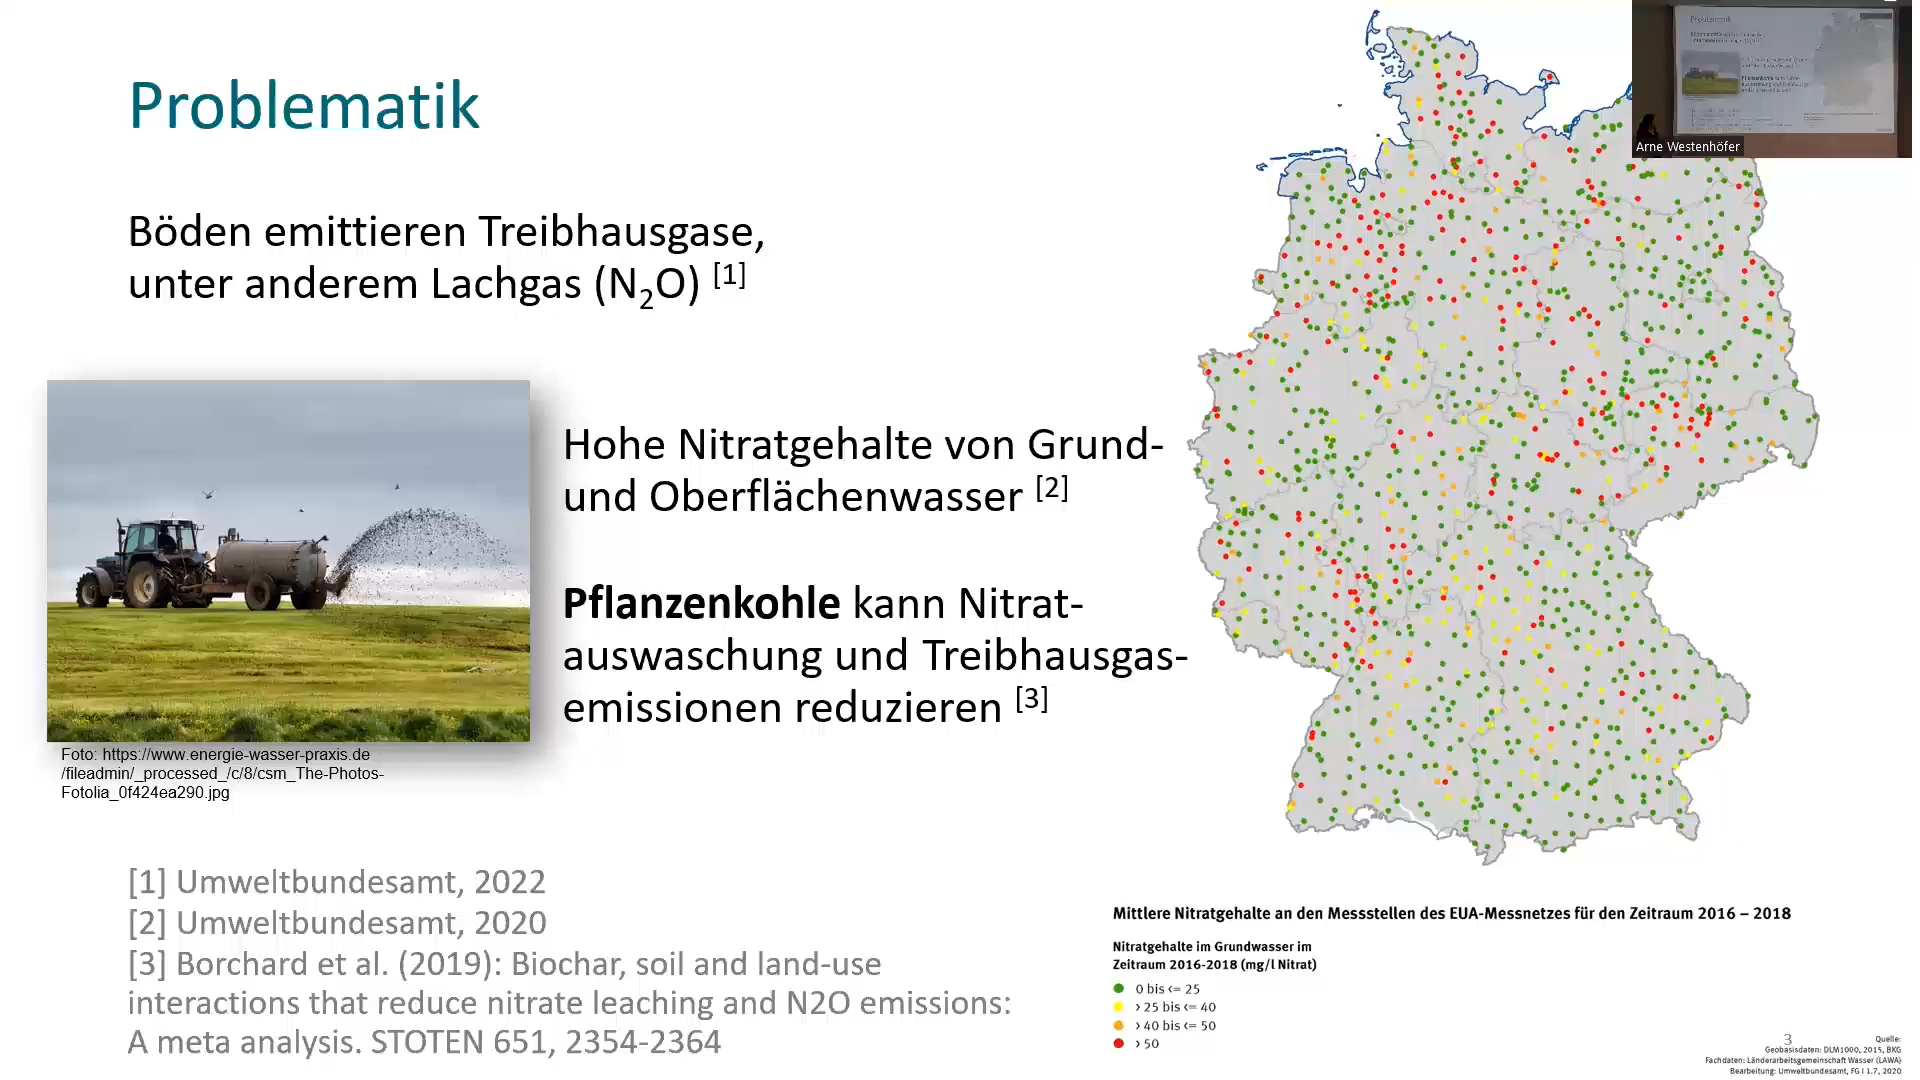 Problematik
Böden emittieren Treibhausgase,
unter anderem Lachgas (N₂O) [1]
Hohe Nitratgehalte von Grund-
und Oberflächenwasser [2]
Pflanzenkohle kann Nitrat-
auswaschung und Treibhausgas-
emissionen reduzieren [3]
Foto: https://www.energie-wasser-praxis.de
/fileadmin/_processed_/c/8/csm_The-Photos-
Fotolia_0f424ea290.jpg
[1] Umweltbundesamt, 2022
[2] Umweltbundesamt, 2020
[3] Borchard et al. (2019): Biochar, soil and land-use
interactions that reduce nitrate leaching and N2O emissions:
A meta analysis. STOTEN 651, 2354-2364
Arne Westenhöfer
Problematik
Mittlere Nitratgehalte an den Messstellen des EUA-Messnetzes für den Zeitraum 2016 – 2018
Nitratgehalte im Grundwasser im
Zeitraum 2016-2018 (mg/l Nitrat)
0 bis <= 25
> 25 bis <= 40
> 40 bis <= 50
> 50
3
Quelle:
Geobasisdaten: DLM1000, 2015, BKG
Fachdaten: Länderarbeitsgemeinschaft Wasser (LAWA)
Bearbeitung: Umweltbundesamt, FG I 1.7, 2020